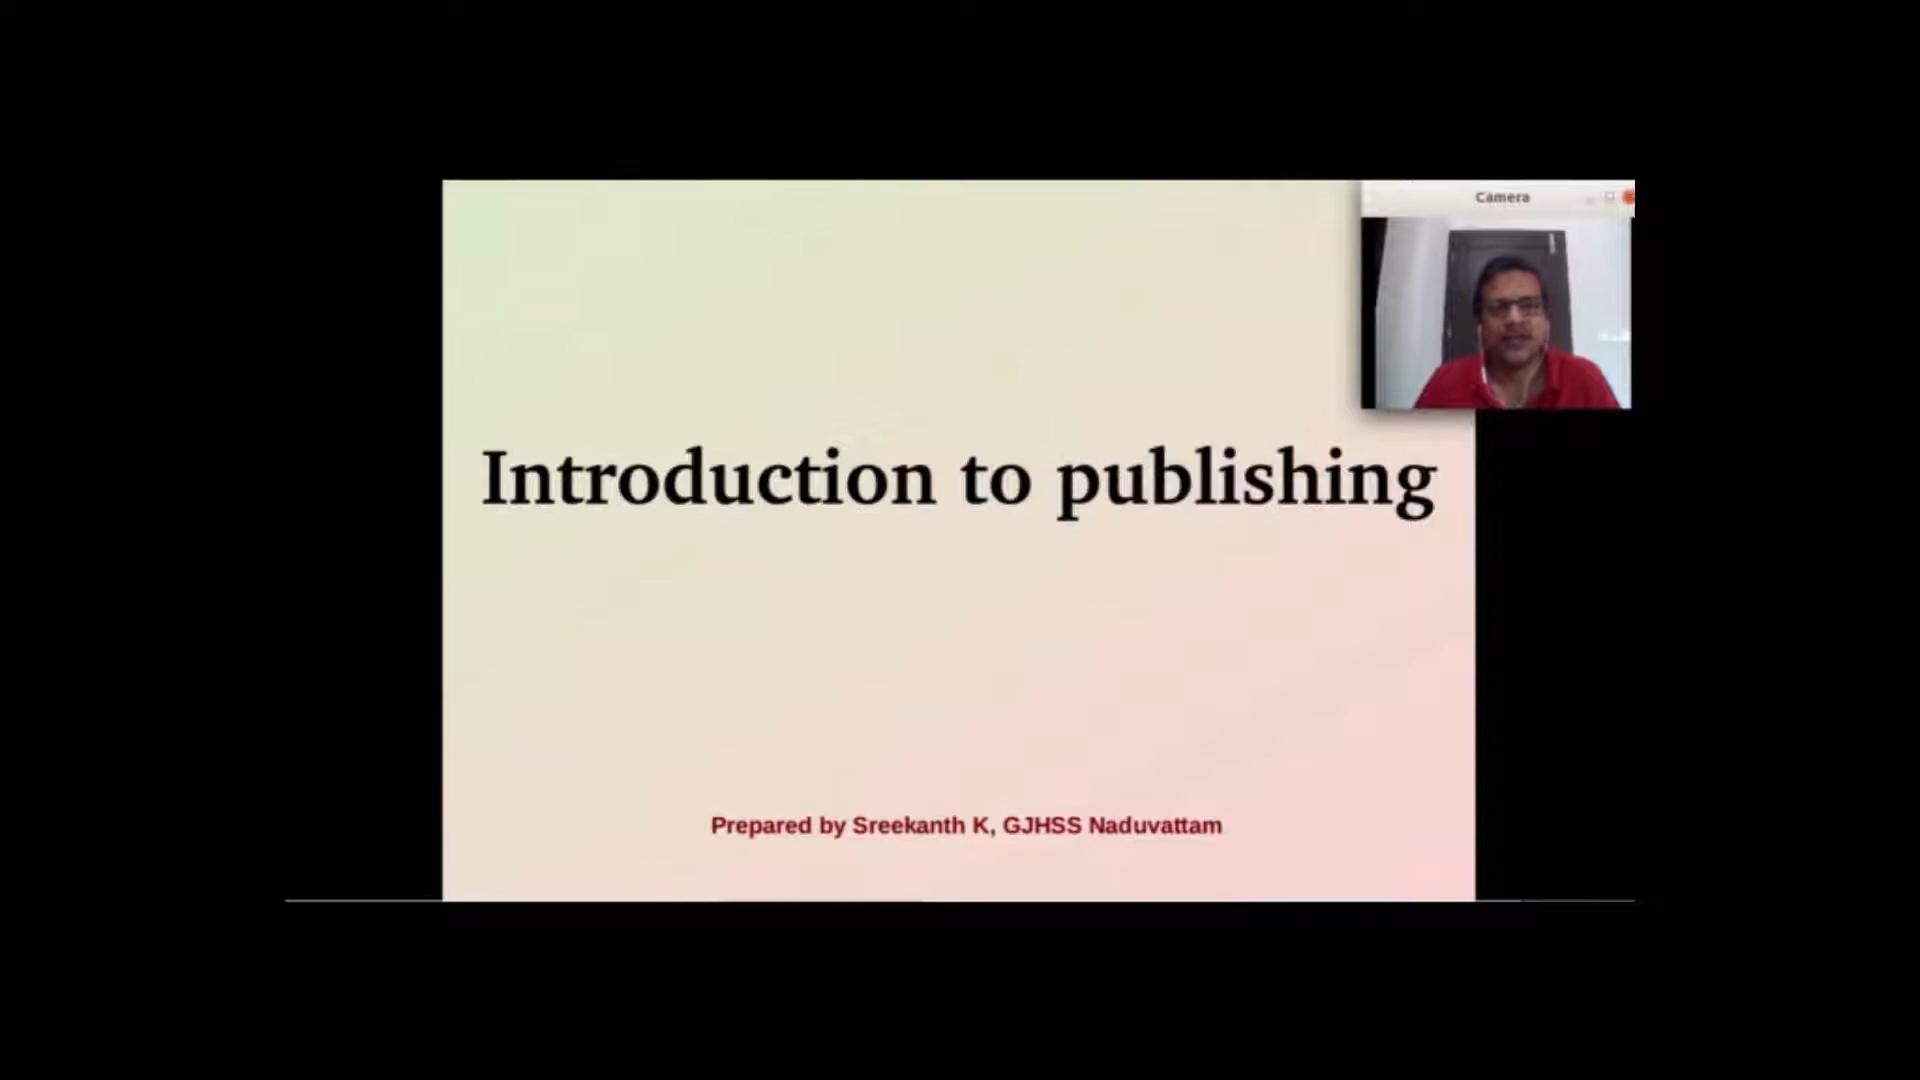 Camera
Introduction to publishing
Prepared by Sreekanth K, GJHSS Naduvattam